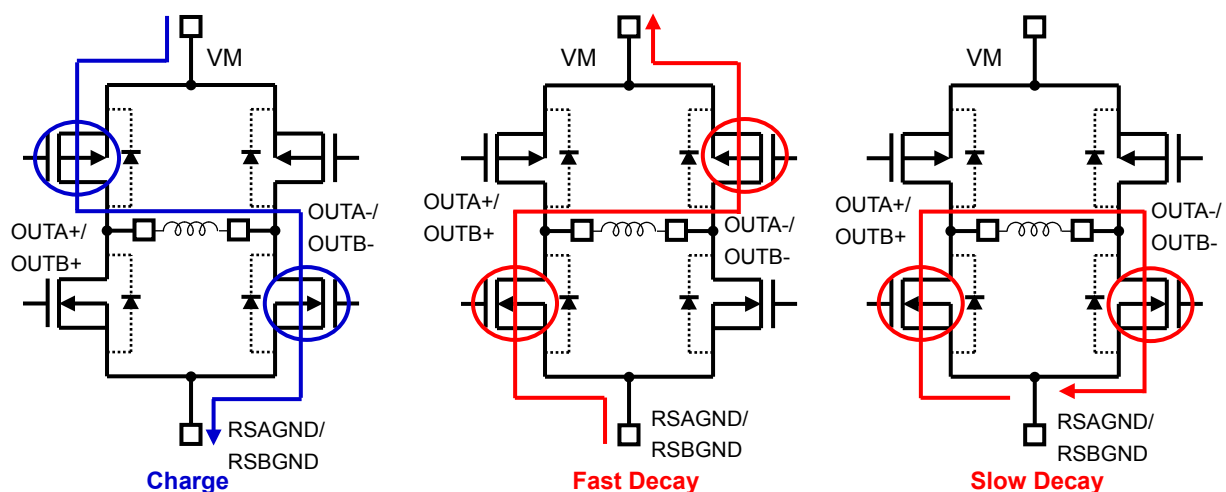 VM
OUTA+/
OUTB+
OUTA-/
OUTB-
RSAGND/
RSBGND
Charge
VM
OUTA+/
OUTB+
OUTA-/
OUTB-
RSAGND/
RSBGND
Fast Decay
VM
OUTA+/
OUTB+
OUTA-/
OUTB-
RSAGND/
RSBGND
Slow Decay